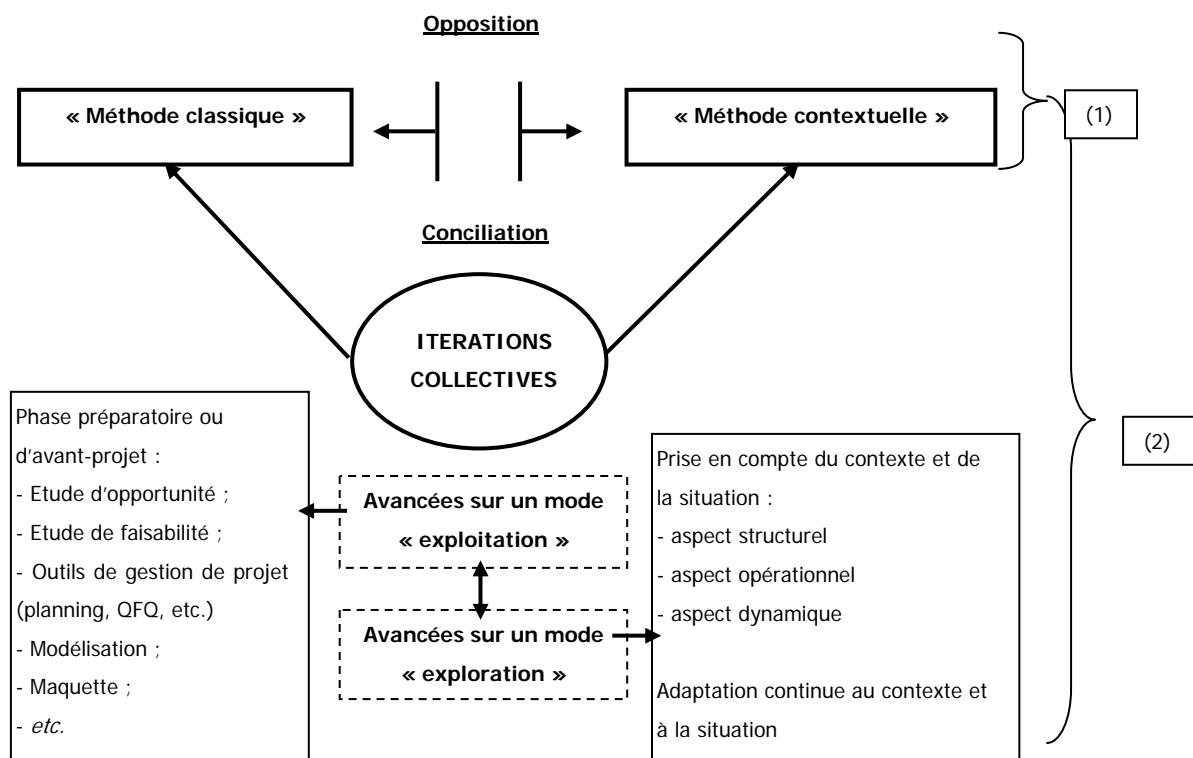 Opposition
« Méthode classique »
« Méthode contextuelle »
(1)
Conciliation
ITERATIONS
COLLECTIVES
Phase préparatoire ou
d'avant-projet :
- Etude d'opportunité ;
- Etude de faisabilité ;
- Outils de gestion de projet
(planning, QFQ, etc.)
- Modélisation ;
- Maquette ;
- etc.
Avancées sur un mode
« exploitation »
Avancées sur un mode
« exploration »
Prise en compte du contexte et de
la situation :
- aspect structurel
- aspect opérationnel
- aspect dynamique
Adaptation continue au contexte et
à la situation
(2)